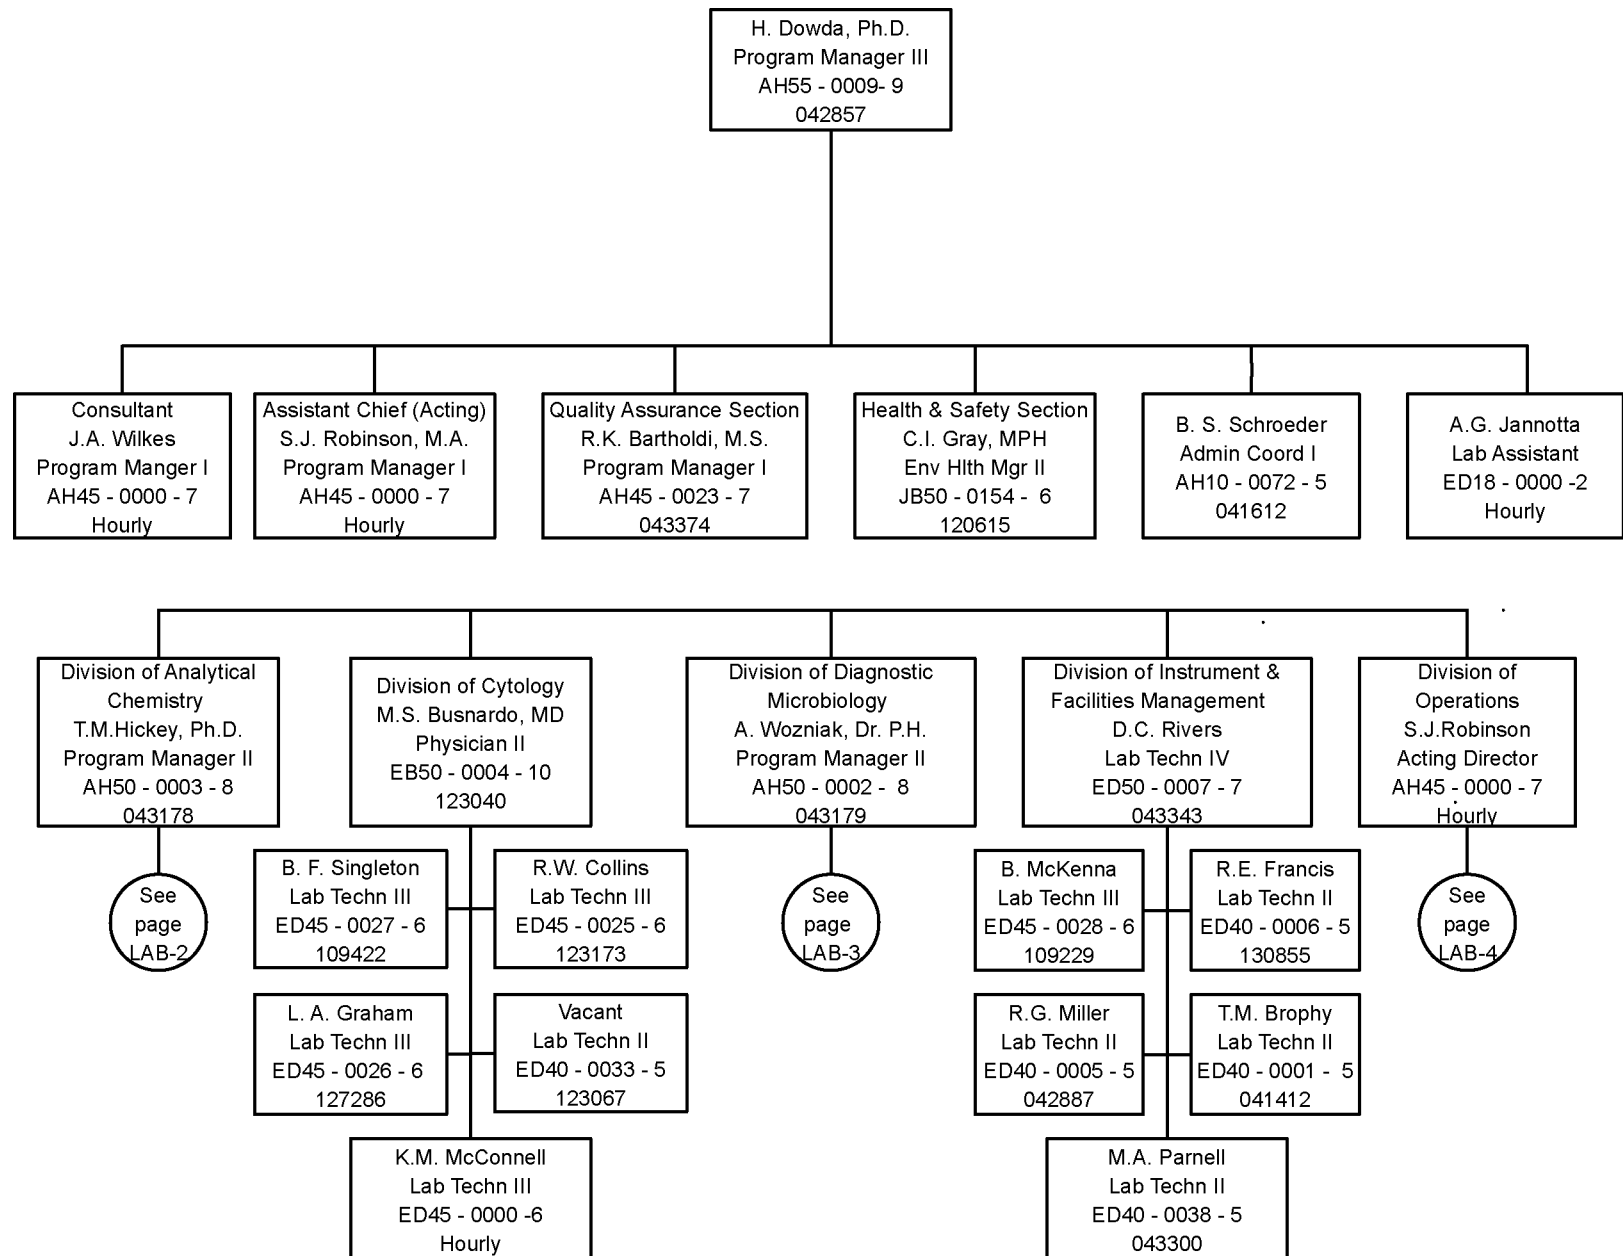 H. Dowda, Ph.D.
Program Manager III
AH55 - 0009- 9
042857
Consultant
J.A. Wilkes
Program Manger I
AH45 - 0000 - 7
Hourly
Assistant Chief (Acting)
S.J. Robinson, M.A.
Program Manager I
AH45 - 0000 - 7
Hourly
Quality Assurance Section
R.K. Bartholdi, M.S.
Program Manager I
AH45 - 0023 - 7
043374
Health & Safety Section
C.I. Gray, MPH
Env Hlth Mgr II
JB50 - 0154 - 6
120615
B. S. Schroeder
Admin Coord I
AH10 - 0072 - 5
041612
A.G. Jannotta
Lab Assistant
ED18 - 0000 -2
Hourly
Division of Analytical
Chemistry
T.M.Hickey, Ph.D.
Program Manager II
AH50 - 0003 - 8
043178
See
page
LAB-2
Division of Cytology
M.S. Busnardo, MD
Physician II
EB50 - 0004 - 10
123040
B. F. Singleton
Lab Techn III
ED45 - 0027 - 6
109422
R.W. Collins
Lab Techn III
ED45 - 0025 - 6
123173
L. A. Graham
Lab Techn III
ED45 - 0026 - 6
127286
Vacant
Lab Techn II
ED40 - 0033 - 5
123067
K.M. McConnell
Lab Techn III
ED45 - 0000 -6
Hourly
Division of Diagnostic
Microbiology
A. Wozniak, Dr. P.H.
Program Manager II
AH50 - 0002 - 8
043179
See
page
LAB-3
Division of Instrument &
Facilities Management
D.C. Rivers
Lab Techn IV
ED50 - 0007 - 7
043343
B. McKenna
Lab Techn III
ED45 - 0028 - 6
109229
R.E. Francis
Lab Techn II
ED40 - 0006 - 5
130855
R.G. Miller
Lab Techn II
ED40 - 0005 - 5
042887
T.M. Brophy
Lab Techn II
ED40 - 0001 - 5
041412
M.A. Parnell
Lab Techn II
ED40 - 0038 - 5
043300
Division of
Operations
S.J.Robinson
Acting Director
AH45 - 0000 - 7
Hourly
See
page
LAB-4